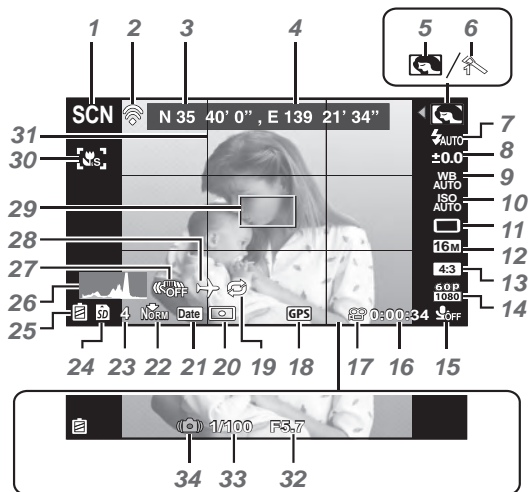 1 2 3 4 5 6
/
SCN N 35 40’ 0” , E 139 21’ 34”
AUTO 7
±0.0 8
WB AUTO 9
ISO AUTO 10
11
16M 12
4:3 13
60p 1080 14
OFF 15
31
30 s
29
28
27 OFF
26
25 SD 4 NORM Date GPS 0:00:34
24 23 22 21 20 19 18 17 16
1/100 F5.7
34 33 32